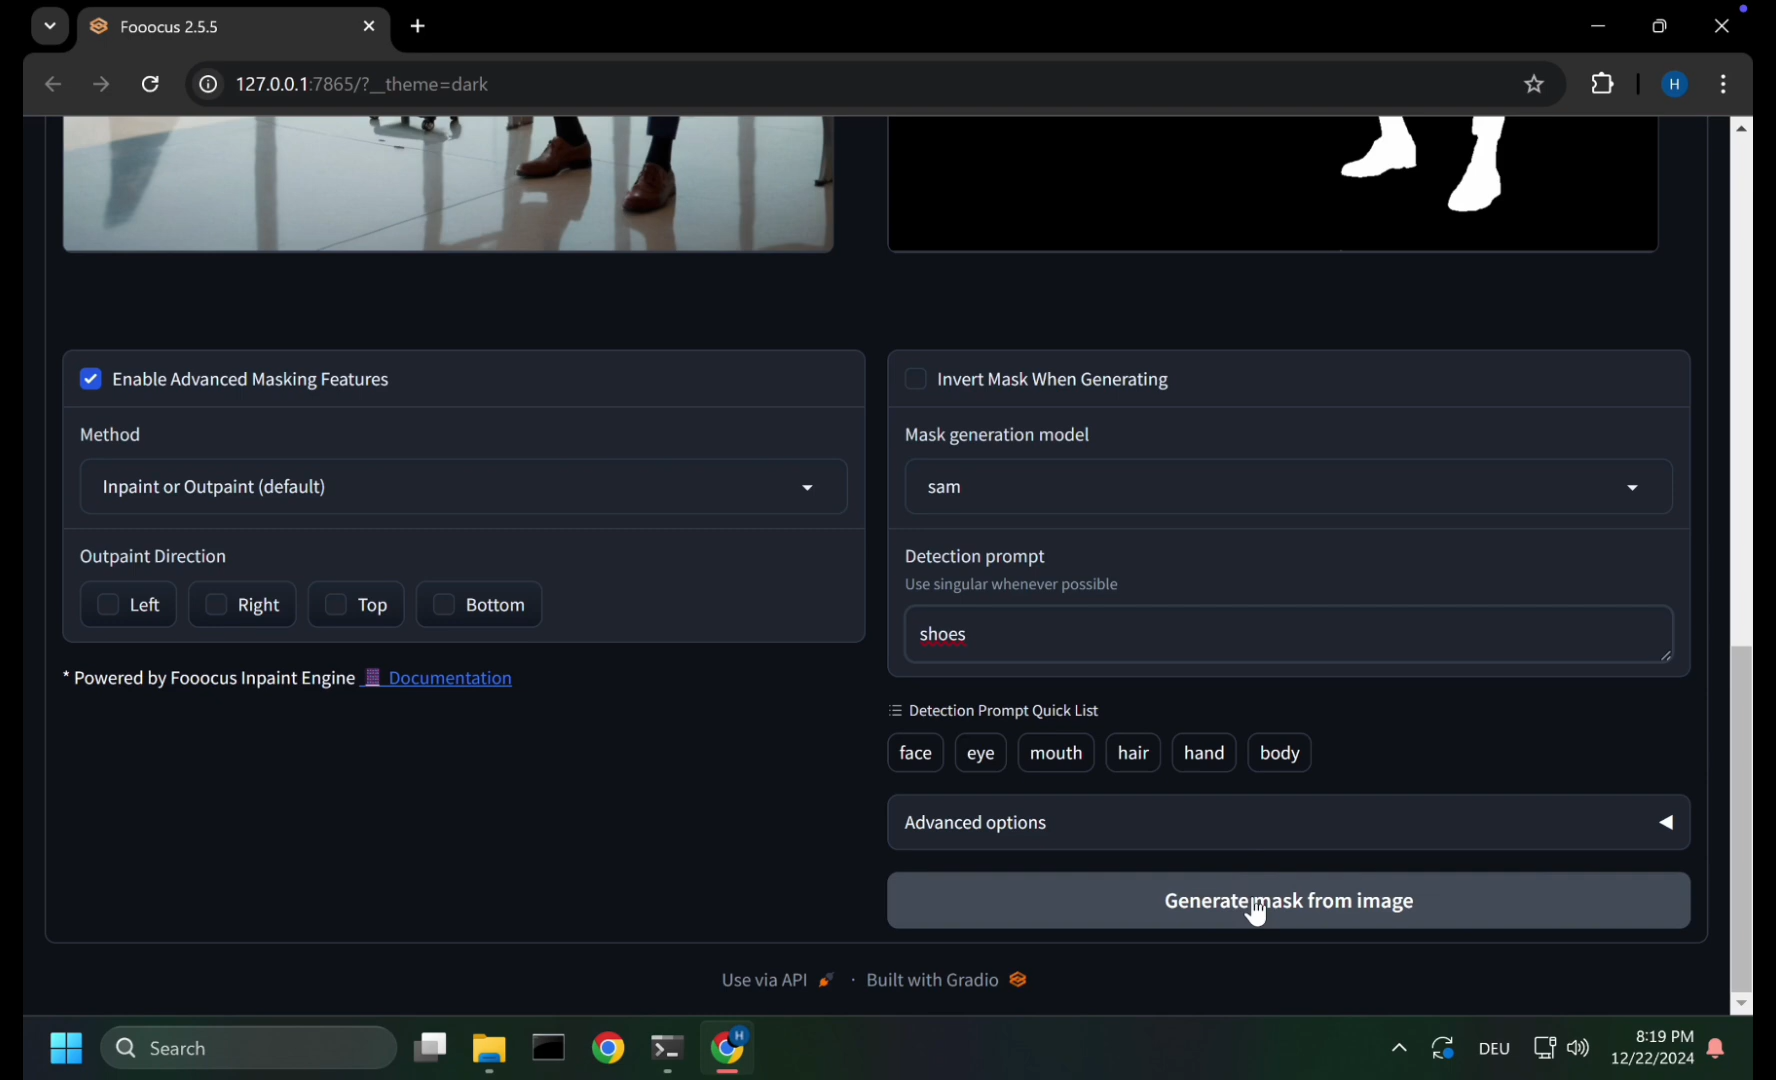 Fooocus 2.5.5
127.0.0.1:7865/?__theme=dark
H
Enable Advanced Masking Features
Method
Inpaint or Outpaint (default)
Outpaint Direction
Left
Right
Top
Bottom
* Powered by Fooocus Inpaint Engine Documentation
Invert Mask When Generating
Mask generation model
sam
Detection prompt
Use singular whenever possible
shoes
Detection Prompt Quick List
face
eye
mouth
hair
hand
body
Advanced options
Generate mask from image
Use via API · Built with Gradio
Search
H
DEU
8:19 PM
12/22/2024